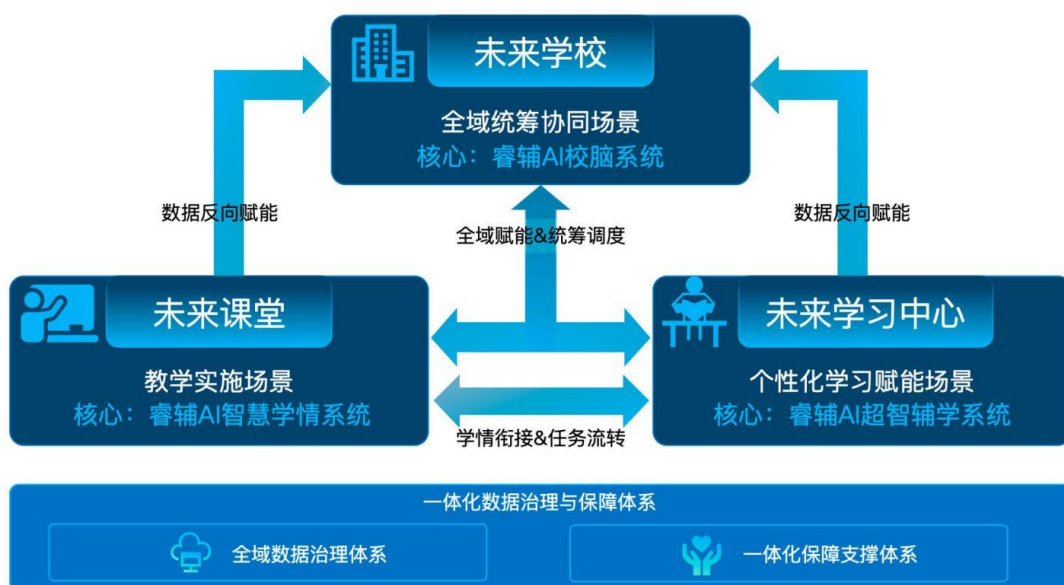 未来学校
全域统筹协同场景
核心：睿辅AI校脑系统
数据反向赋能
数据反向赋能
全域赋能&统筹调度
未来课堂
教学实施场景
核心：睿辅AI智慧学情系统
未来学习中心
个性化学习赋能场景
核心：睿辅AI超智辅学系统
学情衔接&任务流转
一体化数据治理与保障体系
全域数据治理体系
一体化保障支撑体系